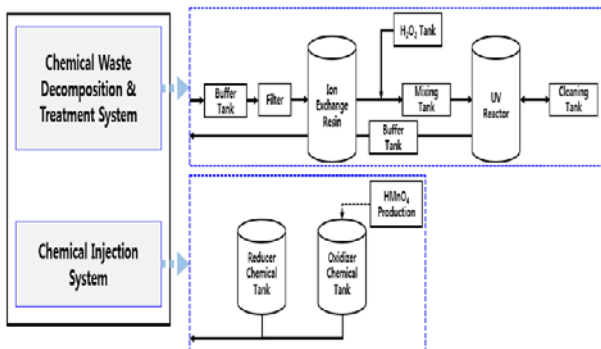 Chemical Waste
Decomposition &
Treatment System
Chemical Injection
System
H₂O₂ Tank
Buffer
Tank
Filter
Ion
Exchange
Resin
Mixing
Tank
UV
Reactor
Cleaning
Tank
Buffer
Tank
HMnO₄
Production
Reducer
Chemical
Tank
Oxidizer
Chemical
Tank